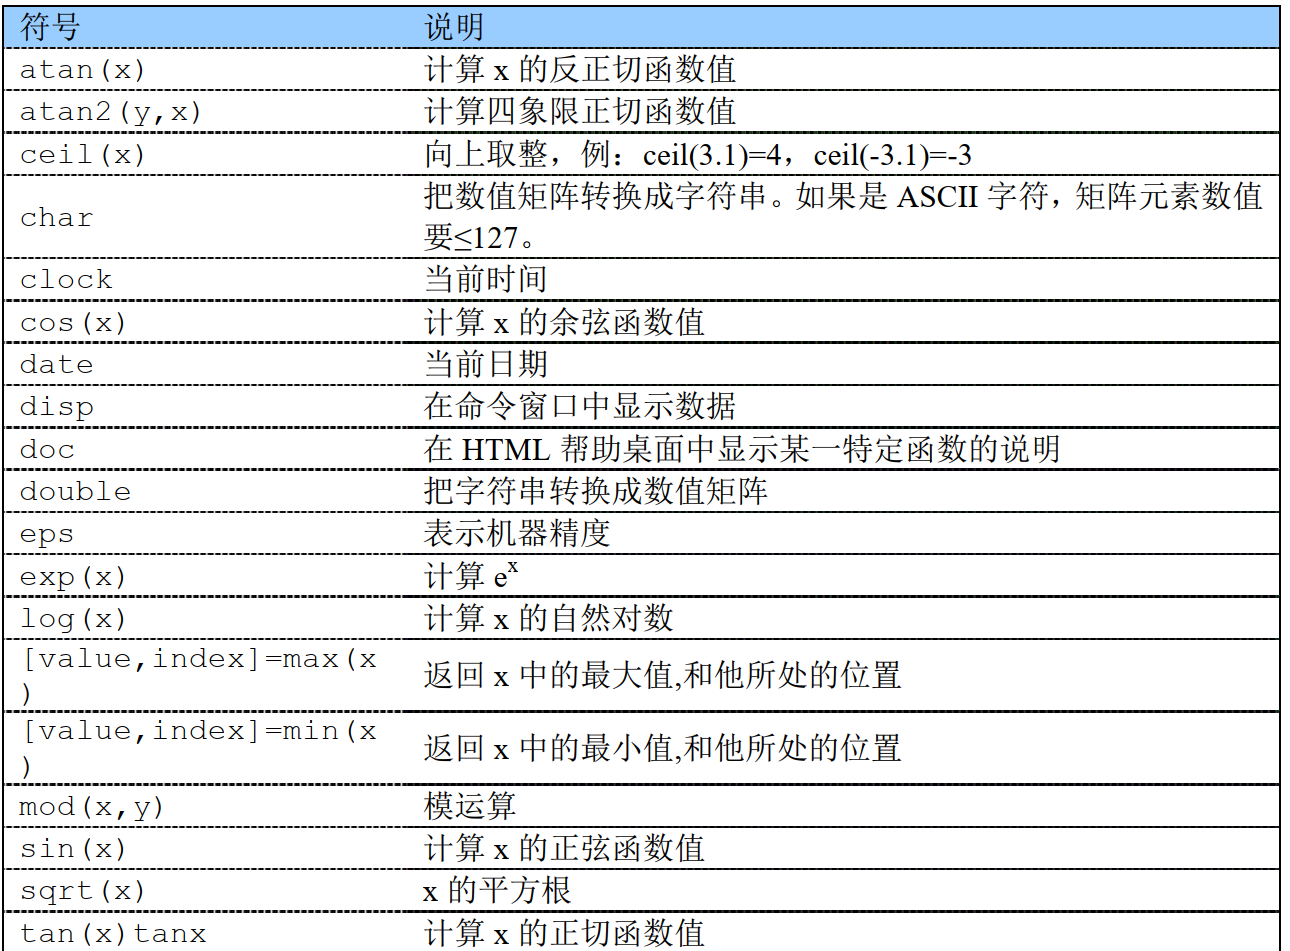 符号 说明
atan(x) 计算 x 的反正切函数值
atan2(y,x) 计算四象限正切函数值
ceil(x) 向上取整，例：ceil(3.1)=4，ceil(-3.1)=-3
char 把数值矩阵转换成字符串。如果是 ASCII 字符，矩阵元素数值
要≤127。
clock 当前时间
cos(x) 计算 x 的余弦函数值
date 当前日期
disp 在命令窗口中显示数据
doc 在 HTML 帮助桌面中显示某一特定函数的说明
double 把字符串转换成数值矩阵
eps 表示机器精度
exp(x) 计算 eˣ
log(x) 计算 x 的自然对数
[value,index]=max(x
) 返回 x 中的最大值,和他所处的位置
[value,index]=min(x
) 返回 x 中的最小值,和他所处的位置
mod(x,y) 模运算
sin(x) 计算 x 的正弦函数值
sqrt(x) x 的平方根
tan(x)tanx 计算 x 的正切函数值